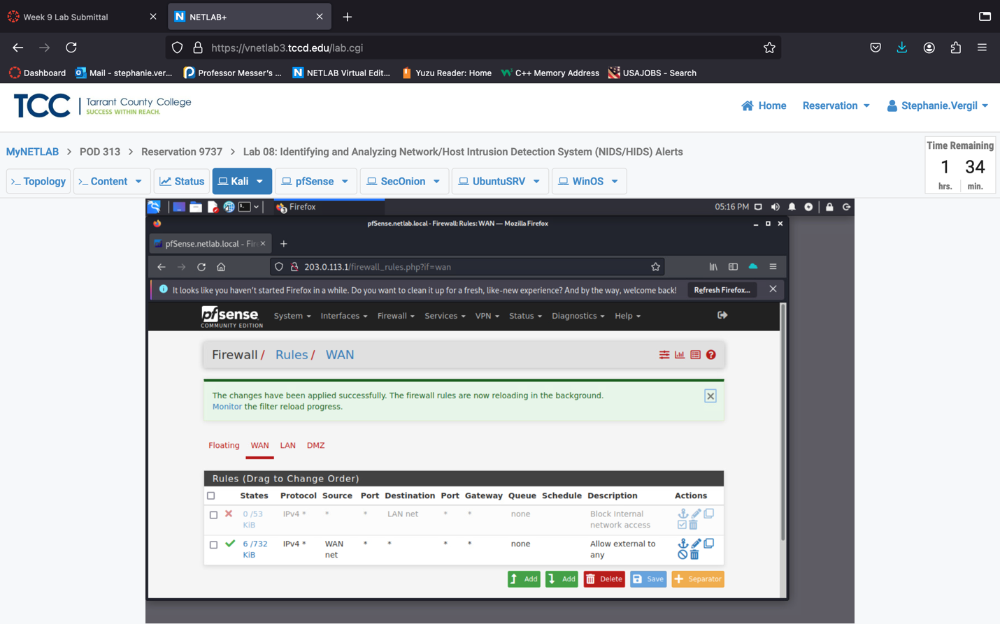 Week 9 Lab Submittal
NETLAB+
https://vnetlab3.tccd.edu/lab.cgi
Dashboard
Mail - stephanie.ver...
Professor Messer's ...
NETLAB Virtual Edit...
Yuzu Reader: Home
C++ Memory Address
USAJOBS - Search
TCC | Tarrant County College
SUCCESS WITHIN REACH.
Home
Reservation
Stephanie.Vergil
MyNETLAB > POD 313 > Reservation 9737 > Lab 08: Identifying and Analyzing Network/Host Intrusion Detection System (NIDS/HIDS) Alerts
Time Remaining
1 34
hrs. min.
>_ Topology
>_ Content
Status
Kali
pfSense
SecOnion
UbuntuSRV
WinOS
3 Firefox
05:16 PM
pfSense.netlab.local - Firewall: Rules: WAN — Mozilla Firefox
pfSense.netlab.local - Fir
203.0.113.1/firewall_rules.php?if=wan
It looks like you haven't started Firefox in a while. Do you want to clean it up for a fresh, like-new experience? And by the way, welcome back!
Refresh Firefox...
pfsense
COMMUNITY EDITION
System
Interfaces
Firewall
Services
VPN
Status
Diagnostics
Help
Firewall / Rules / WAN
The changes have been applied successfully. The firewall rules are now reloading in the background.
Monitor the filter reload progress.
Floating WAN LAN DMZ
Rules (Drag to Change Order)
States Protocol Source Port Destination Port Gateway Queue Schedule Description Actions
0 /53 IPv4 * * * LAN net * * none Block Internal
KiB network access
6 /732 IPv4 * WAN * * * * none Allow external to
KiB net any
Add
Add
Delete
Save
Separator